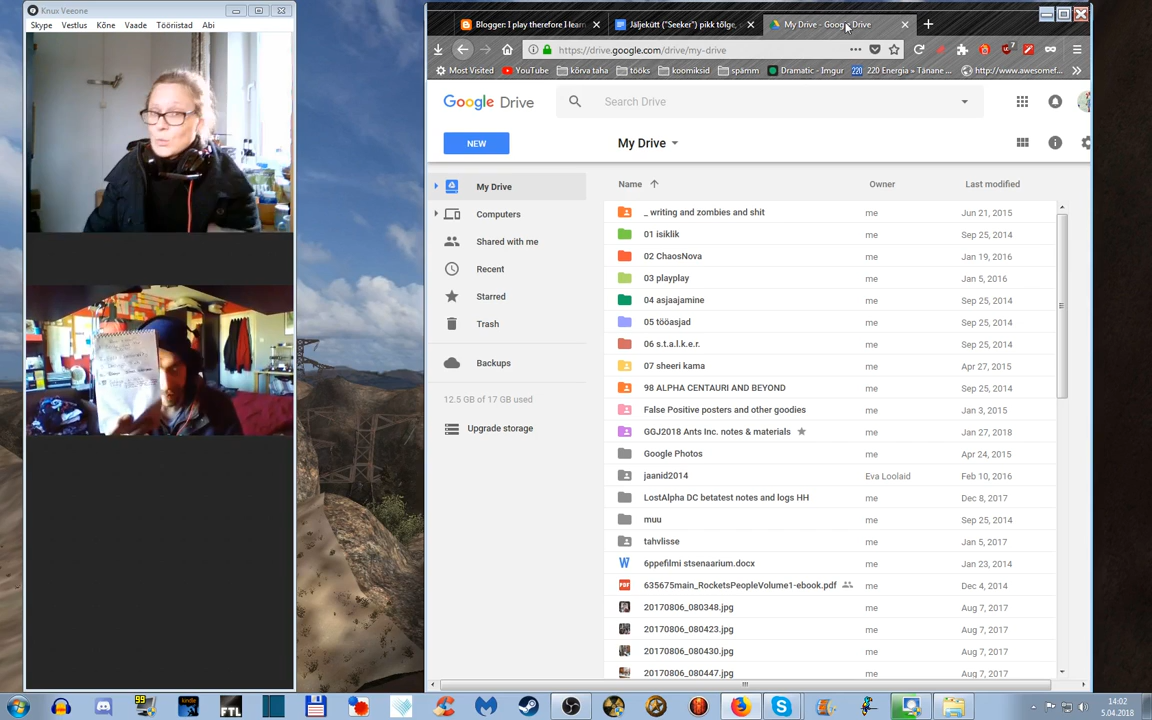 Knux Veeone
Skype Vestlus Kõne Vaade Tööriistad Abi
Blogger: I play therefore I learn
Jäljekütt ("Seeker") pikk tõlge,
My Drive - Google Drive
https://drive.google.com/drive/my-drive
7
Most Visited YouTube kõrva taha tööks koomiksid spämm Dramatic - Imgur 220 220 Energia » Tänane ... http://www.awesomef...
Google Drive Search Drive
NEW My Drive
My Drive
Computers
Shared with me
Recent
Starred
Trash
Backups
12.5 GB of 17 GB used
Upgrade storage
Name Owner Last modified
_ writing and zombies and shit me Jun 21, 2015
01 isiklik me Sep 25, 2014
02 ChaosNova me Jan 19, 2016
03 playplay me Jan 5, 2016
04 asjaajamine me Sep 25, 2014
05 tööasjad me Sep 25, 2014
06 s.t.a.l.k.e.r. me Sep 25, 2014
07 sheeri kama me Apr 27, 2015
98 ALPHA CENTAURI AND BEYOND me Sep 25, 2014
False Positive posters and other goodies me Jan 3, 2015
GGJ2018 Ants Inc. notes & materials me Jan 27, 2018
Google Photos me Apr 24, 2015
jaanid2014 Eva Loolaid Feb 10, 2016
LostAlpha DC betatest notes and logs HH me Dec 8, 2017
muu me Sep 25, 2014
tahvlisse me Jan 5, 2017
W 6ppefilmi stsenaarium.docx me Jan 23, 2014
PDF 635675main_RocketsPeopleVolume1-ebook.pdf me Dec 4, 2014
20170806_080348.jpg me Aug 7, 2017
20170806_080423.jpg me Aug 7, 2017
20170806_080430.jpg me Aug 7, 2017
20170806_080447.jpg me Aug 7, 2017
99 kindle FTL
14:02
5.04.2018